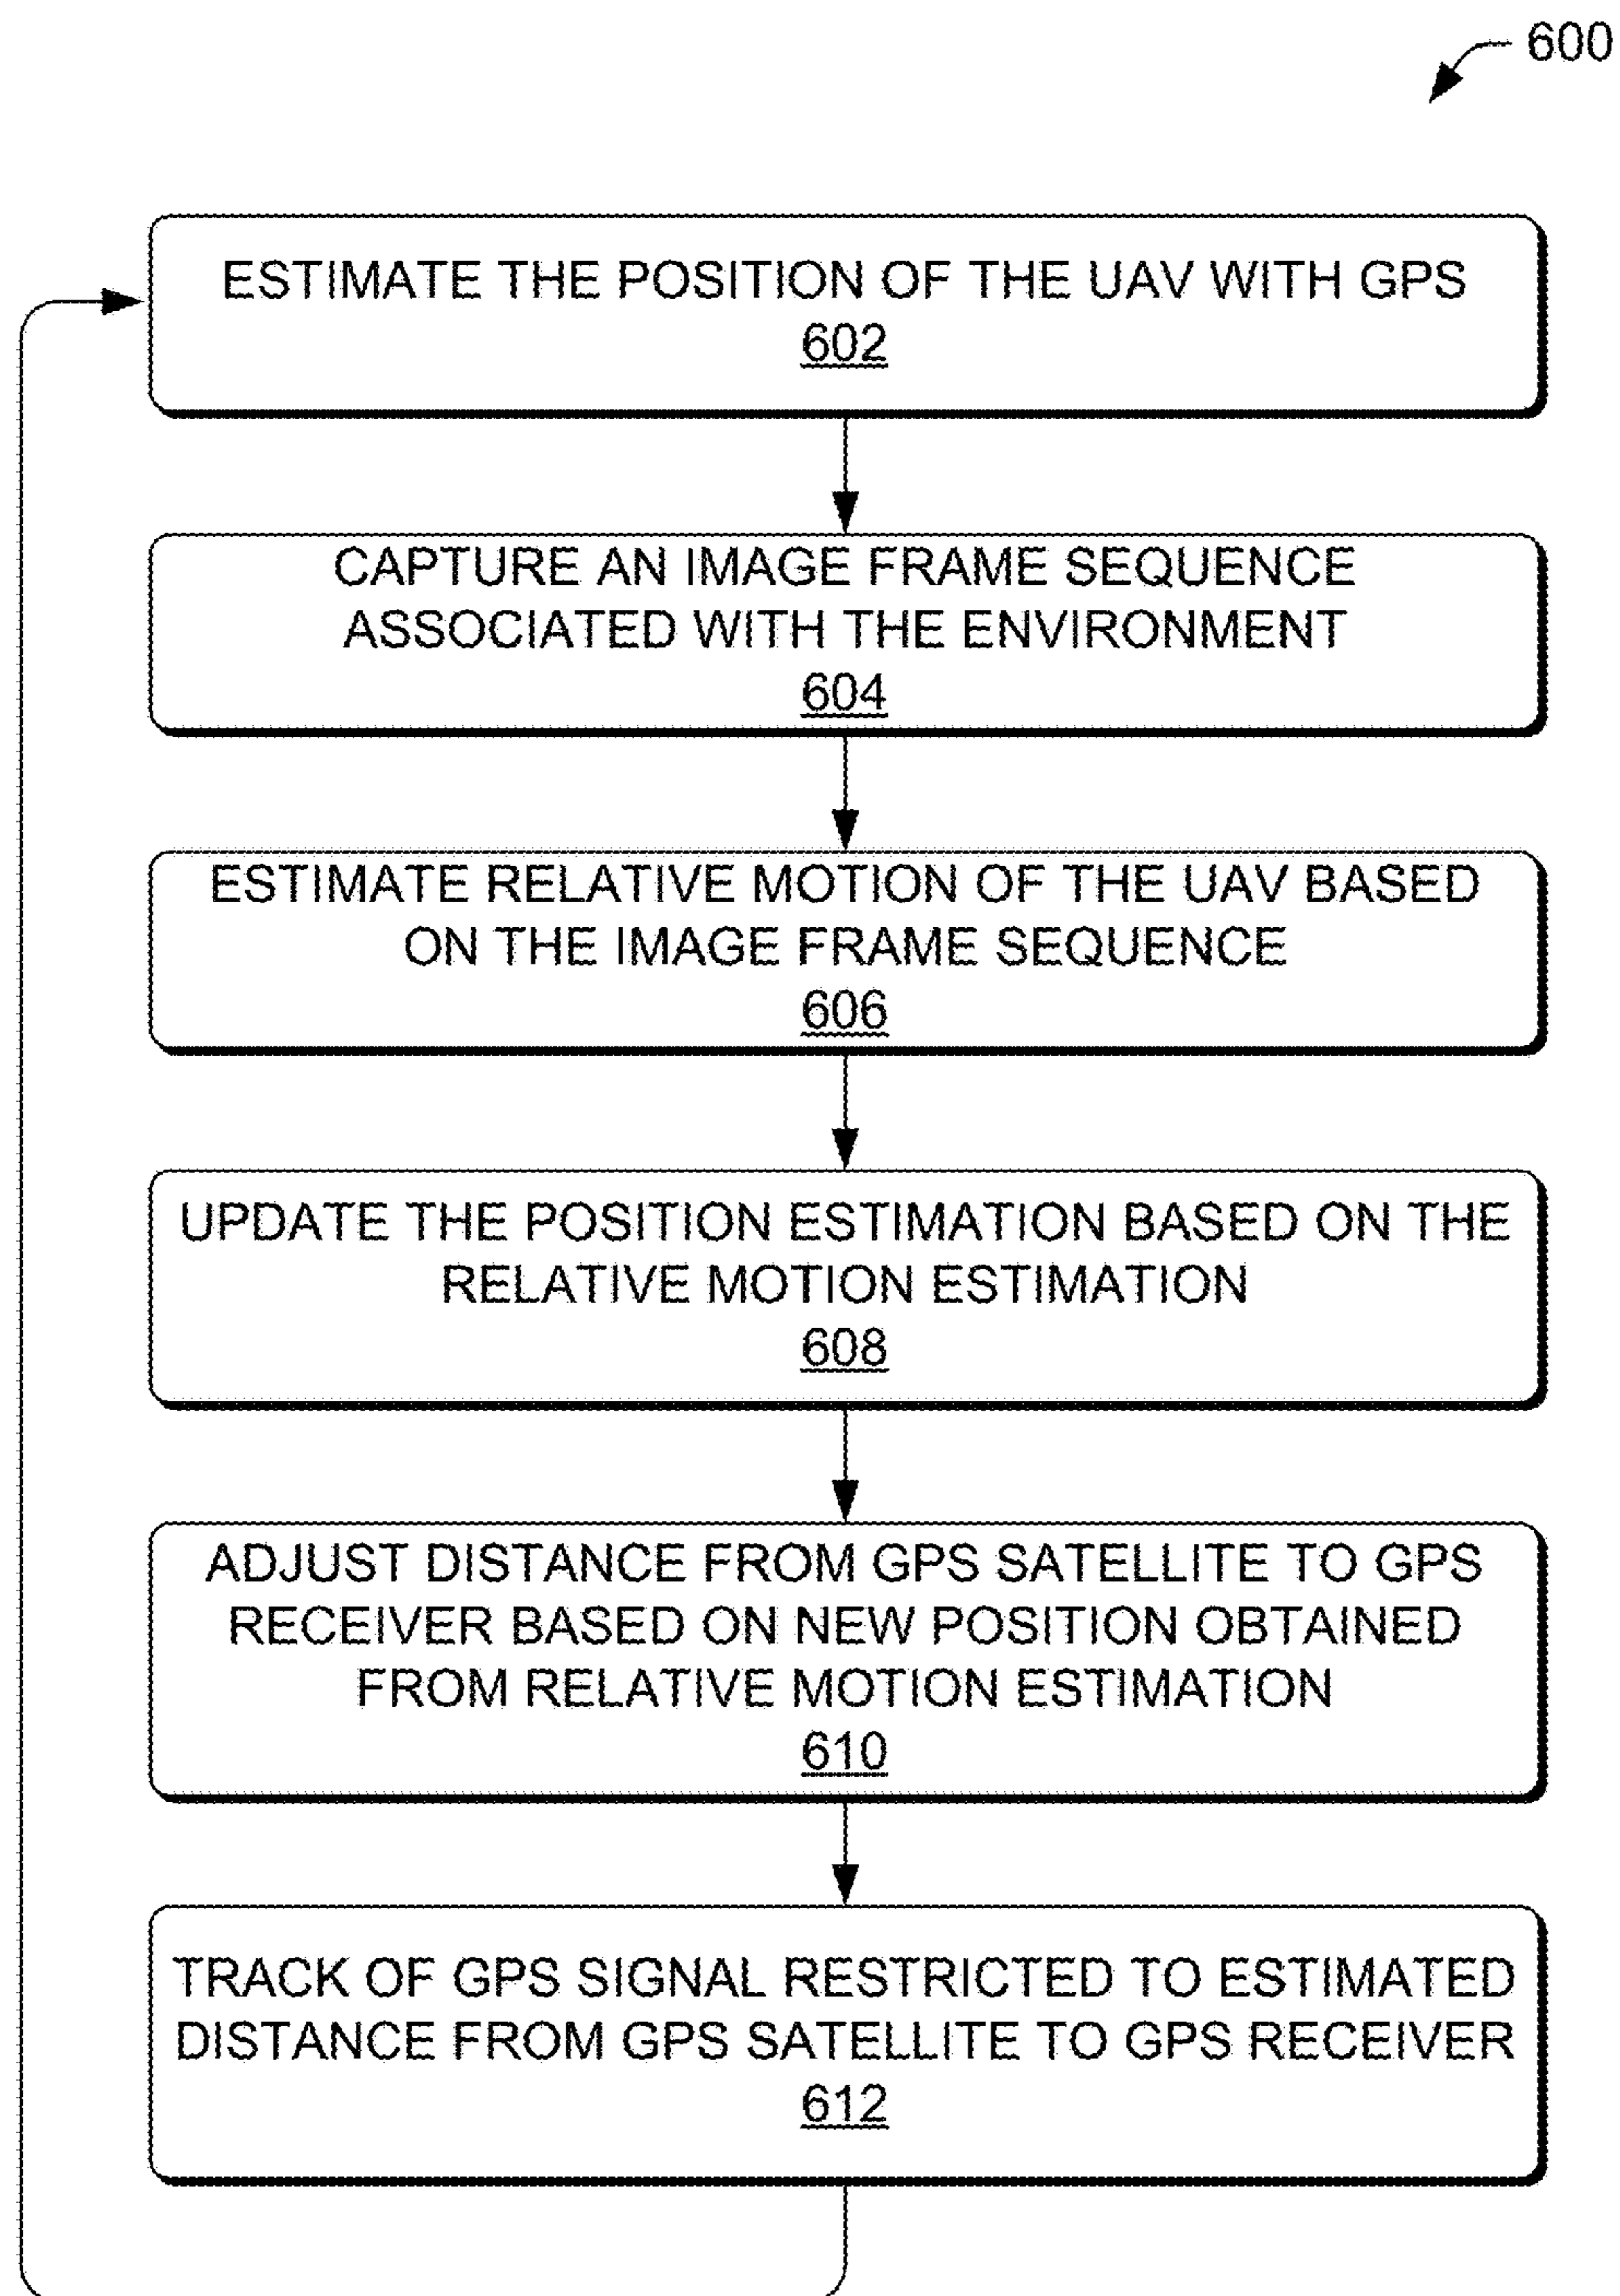 600
ESTIMATE THE POSITION OF THE UAV WITH GPS
602
CAPTURE AN IMAGE FRAME SEQUENCE
ASSOCIATED WITH THE ENVIRONMENT
604
ESTIMATE RELATIVE MOTION OF THE UAV BASED
ON THE IMAGE FRAME SEQUENCE
606
UPDATE THE POSITION ESTIMATION BASED ON THE
RELATIVE MOTION ESTIMATION
608
ADJUST DISTANCE FROM GPS SATELLITE TO GPS
RECEIVER BASED ON NEW POSITION OBTAINED
FROM RELATIVE MOTION ESTIMATION
610
TRACK OF GPS SIGNAL RESTRICTED TO ESTIMATED
DISTANCE FROM GPS SATELLITE TO GPS RECEIVER
612